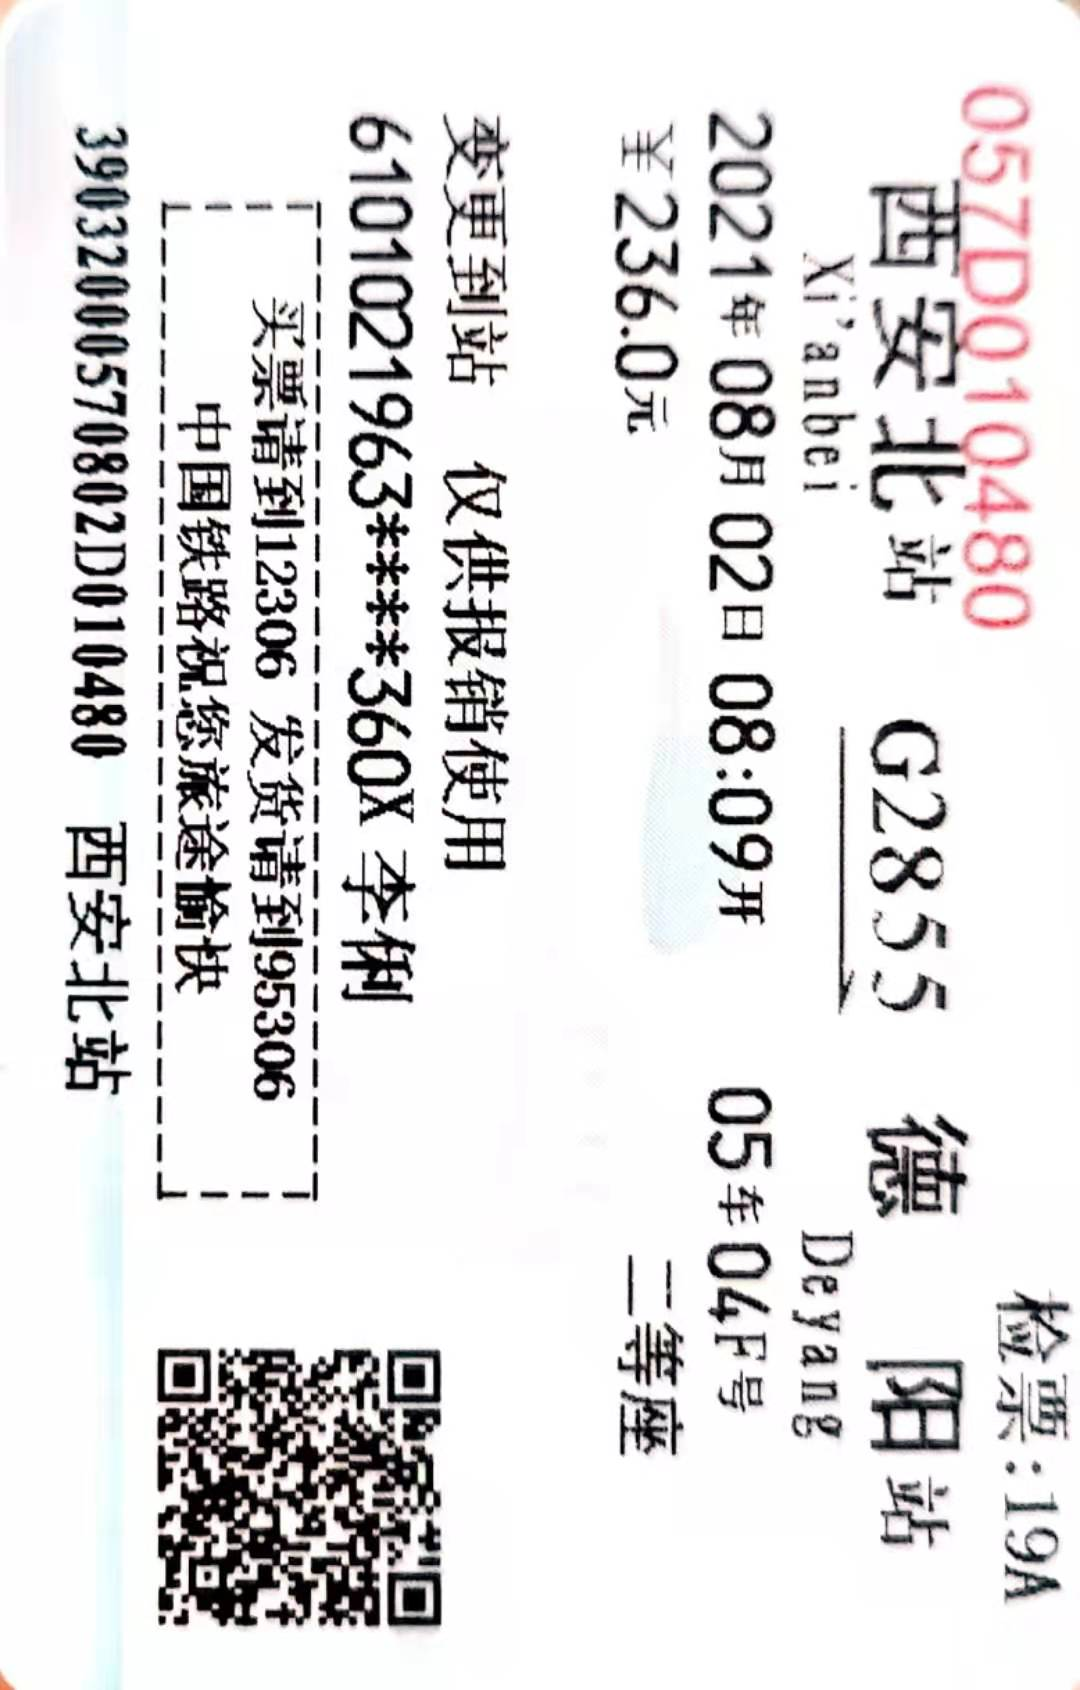 057D010480
检票:19A
西安北站 G2855 德阳站
Xi'anbei Deyang
2021年08月02日08:09开 05车04F号
￥236.0元 二等座
变更到站 仅供报销使用
6101021963****360X 李俐
买票请到12306 发货请到95306
中国铁路祝您旅途愉快
39032000570802D010480 西安北站